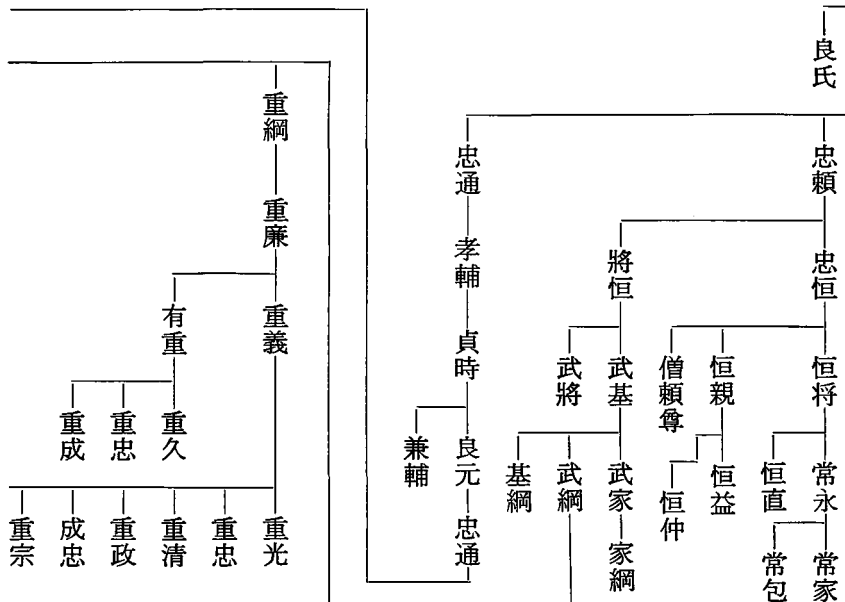 良氏
忠頼
忠恒
恒将
常永
常家
常包
恒直
恒親
恒益
恒仲
僧頼尊
將恒
武基
武家
家綱
武綱
基綱
武將
忠通
孝輔
貞時
良元
忠通
兼輔
重綱
重廉
重義
重光
重忠
重清
重政
成忠
重宗
有重
重久
重忠
重成